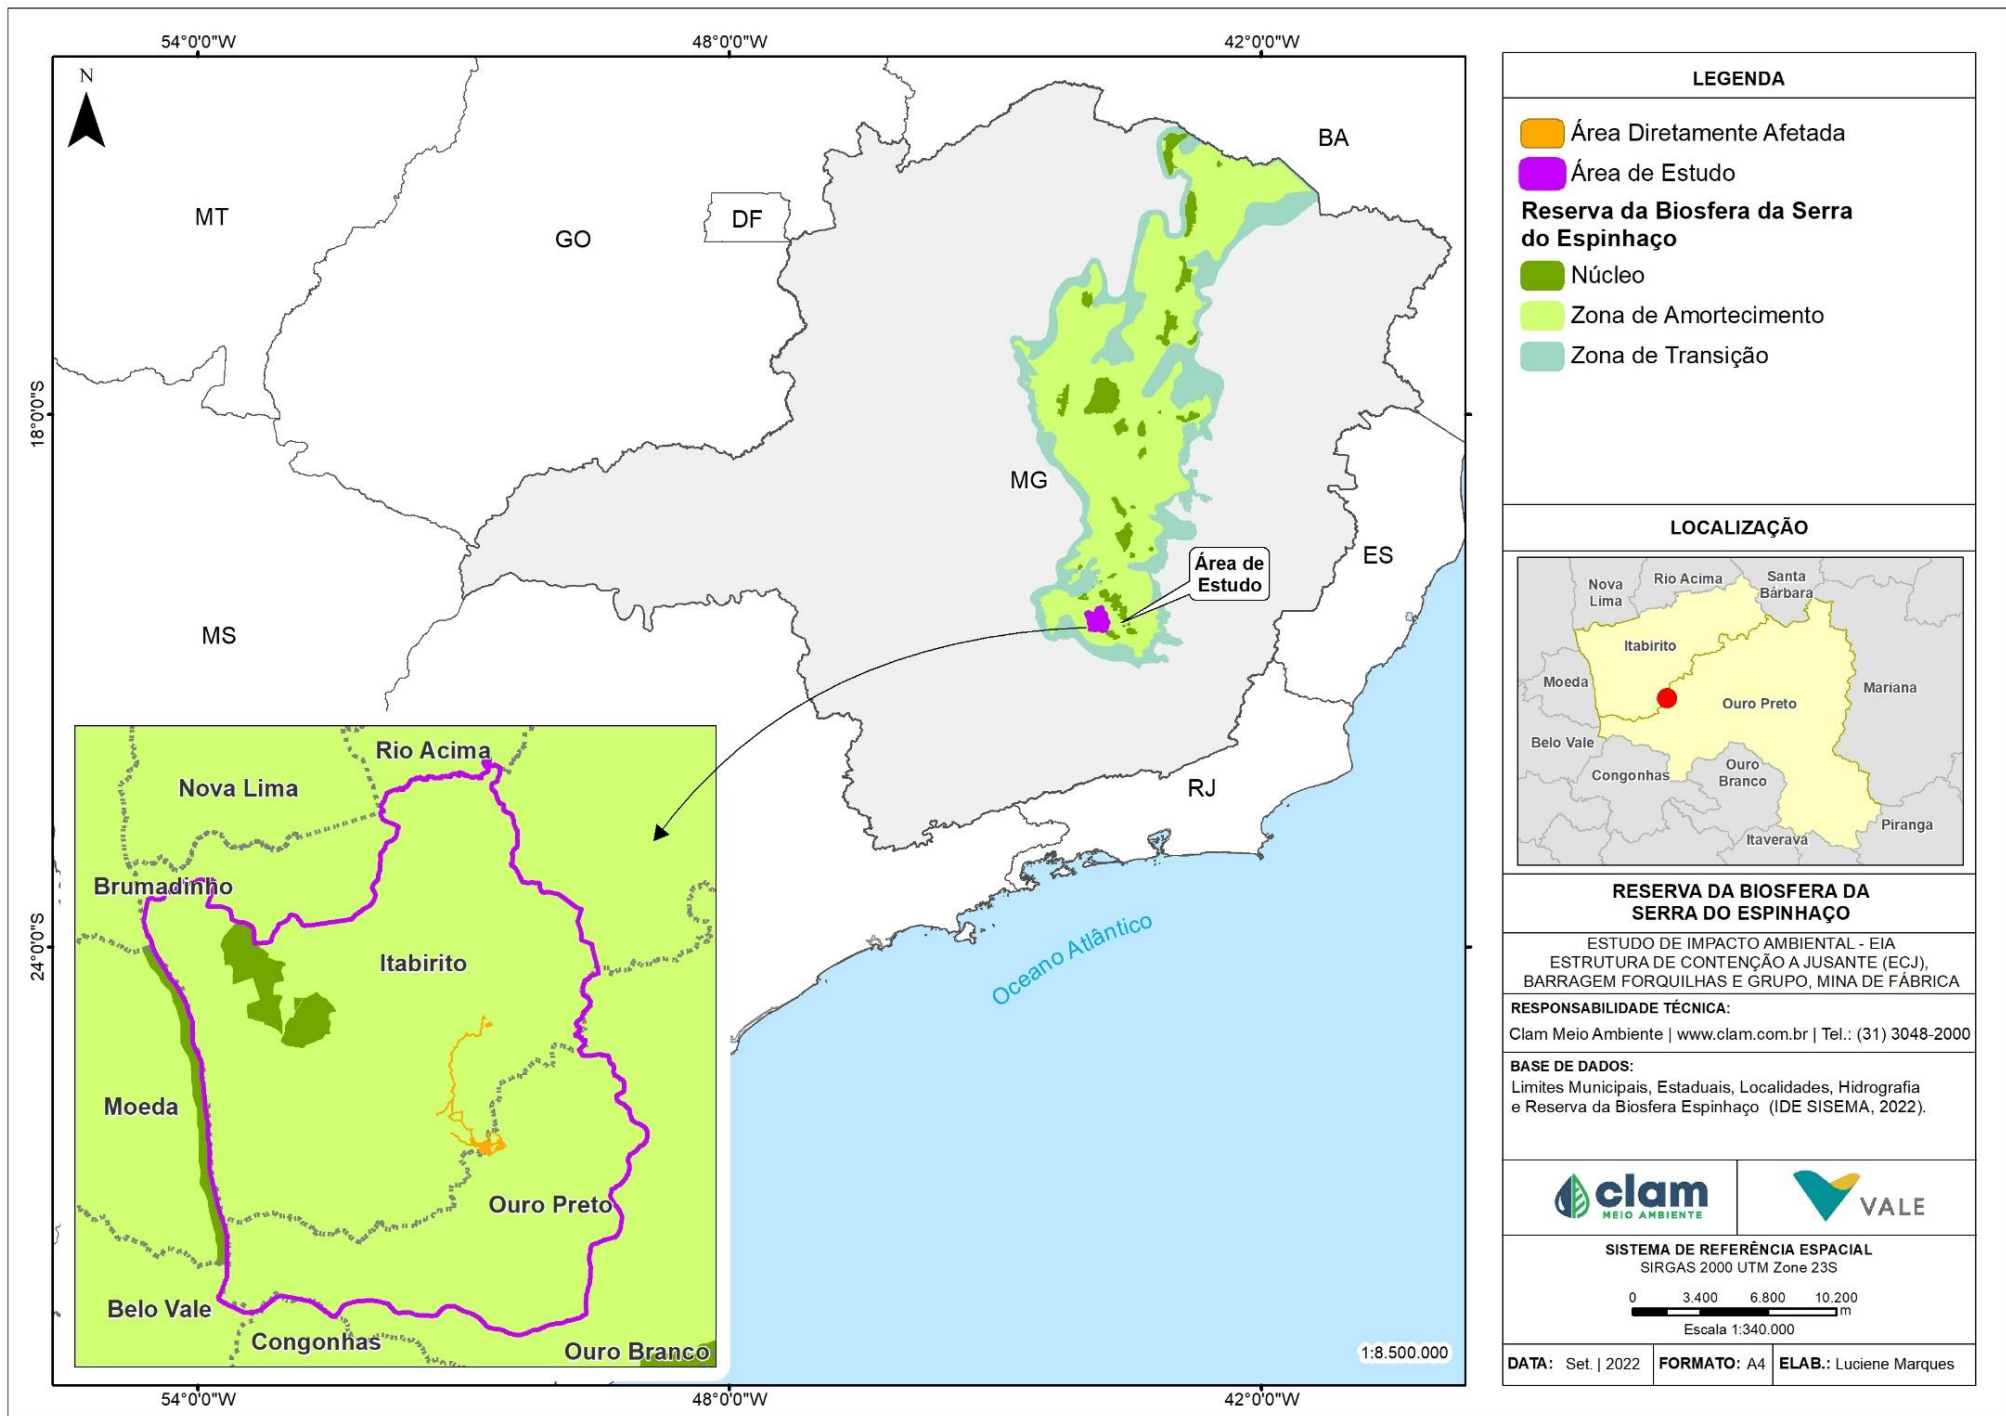 54°0'0"W
48°0'0"W
42°0'0"W
N
BA
MT
DF
GO
18°0'0"S
MG
ES
Área de
Estudo
MS
RJ
Oceano Atlântico
24°0'0"S
Rio Acima
Nova Lima
Brumadinho
Itabirito
Moeda
Ouro Preto
Belo Vale
Congonhas
Ouro Branco
1:8.500.000
54°0'0"W
48°0'0"W
42°0'0"W
LEGENDA
Área Diretamente Afetada
Área de Estudo
Reserva da Biosfera da Serra
do Espinhaço
Núcleo
Zona de Amortecimento
Zona de Transição
LOCALIZAÇÃO
Nova
Lima
Rio Acima
Santa
Bárbara
Itabirito
Moeda
Mariana
Ouro Preto
Belo Vale
Congonhas
Ouro
Branco
Piranga
Itaverava
RESERVA DA BIOSFERA DA
SERRA DO ESPINHAÇO
ESTUDO DE IMPACTO AMBIENTAL - EIA
ESTRUTURA DE CONTENÇÃO A JUSANTE (ECJ),
BARRAGEM FORQUILHAS E GRUPO, MINA DE FÁBRICA
RESPONSABILIDADE TÉCNICA:
Clam Meio Ambiente | www.clam.com.br | Tel.: (31) 3048-2000
BASE DE DADOS:
Limites Municipais, Estaduais, Localidades, Hidrografia
e Reserva da Biosfera Espinhaço (IDE SISEMA, 2022).
clam
MEIO AMBIENTE
VALE
SISTEMA DE REFERÊNCIA ESPACIAL
SIRGAS 2000 UTM Zone 23S
0 3.400 6.800 10.200
m
Escala 1:340.000
DATA: Set. | 2022 FORMATO: A4 ELAB.: Luciene Marques